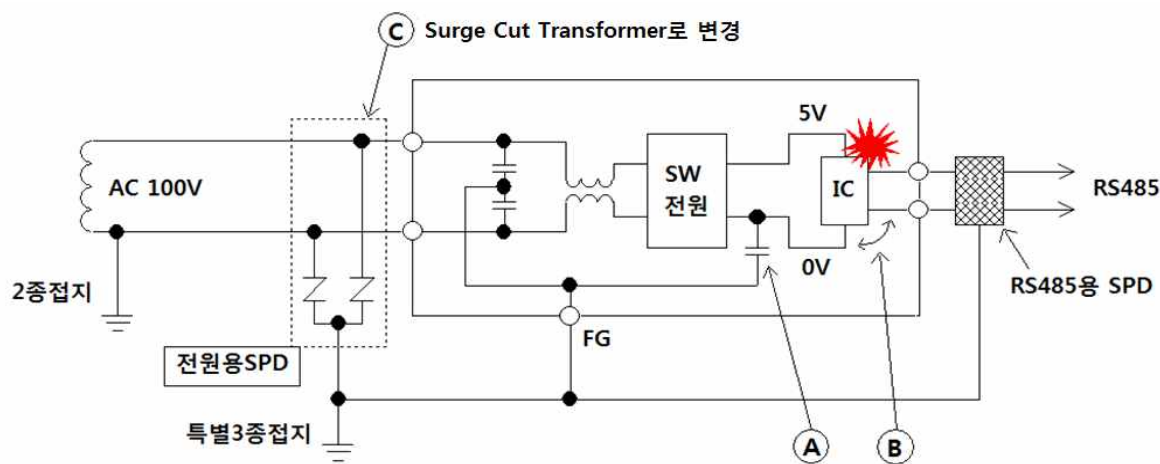 C Surge Cut Transformer로 변경
5V
AC 100V
SW
전원
IC
RS485
0V
2종접지
RS485용 SPD
FG
전원용SPD
특별3종접지
A
B